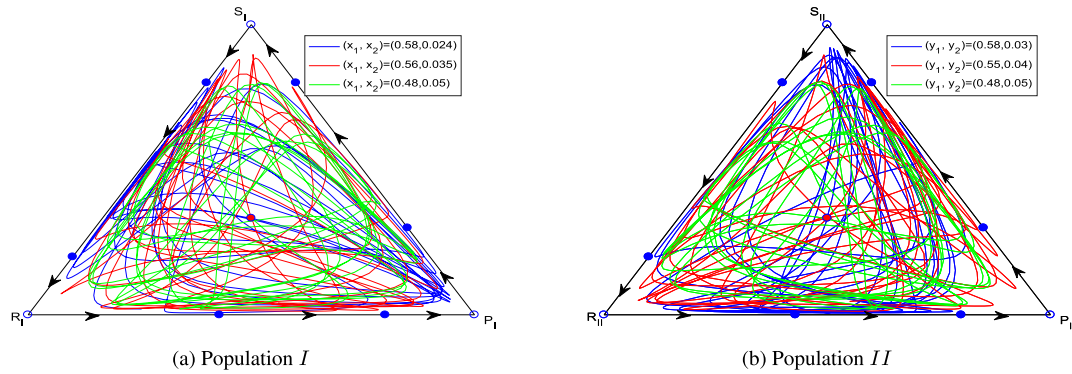 S_I
(x_1, x_2)=(0.58,0.024)
(x_1, x_2)=(0.56,0.035)
(x_1, x_2)=(0.48,0.05)
R_I
P_I
(a) Population I
S_II
(y_1, y_2)=(0.58,0.03)
(y_1, y_2)=(0.55,0.04)
(y_1, y_2)=(0.48,0.05)
R_II
P_I
(b) Population II